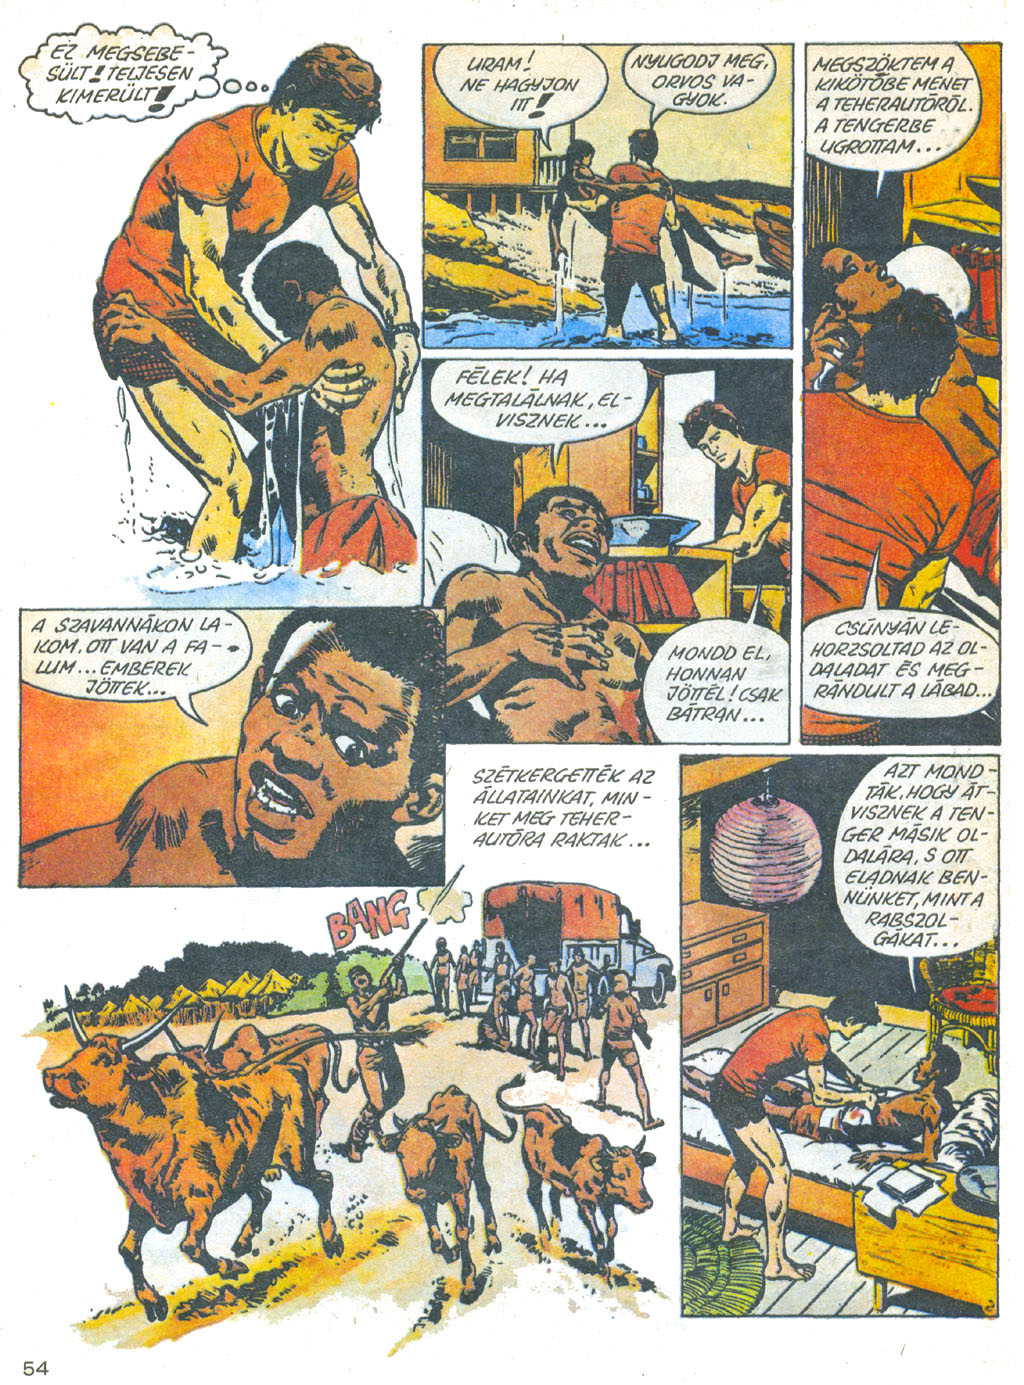 EZ MEGSEBE-
SÜLT! TELJESEN
KIMERÜLT!
URAM!
NE HAGYJON
ITT!
NYUGODJ MEG,
ORVOS VA-
GYOK.
MEGSZÖKTEM A
KIKÖTŐBE MENET
A TEHERAUTÓRÓL.
A TENGERBE
UGROTTAM...
CSÚNYÁN LE-
HORZSOLTAD AZ OL-
DALADAT ÉS MEG-
RÁNDULT A LÁBAD...
FÉLEK! HA
MEGTALÁLNAK, EL-
VISZNEK...
MONDD EL,
HONNAN
JÖTTÉL! CSAK
BÁTRAN...
A SZAVANNÁKON LA-
KOM, OTT VAN A FA-
LUM... EMBEREK
JÖTTEK...
SZÉTKERGETTÉK AZ
ÁLLATAINKAT, MIN-
KET MEG TEHER-
AUTÓRA RAKTAK...
BANG
AZT MOND-
TÁK, HOGY ÁT-
VISZNEK A TEN-
GER MÁSIK OL-
DALÁRA, S OTT
ELADNAK BEN-
NÜNKET, MINT A
RABSZOL-
GÁKAT...
2
54